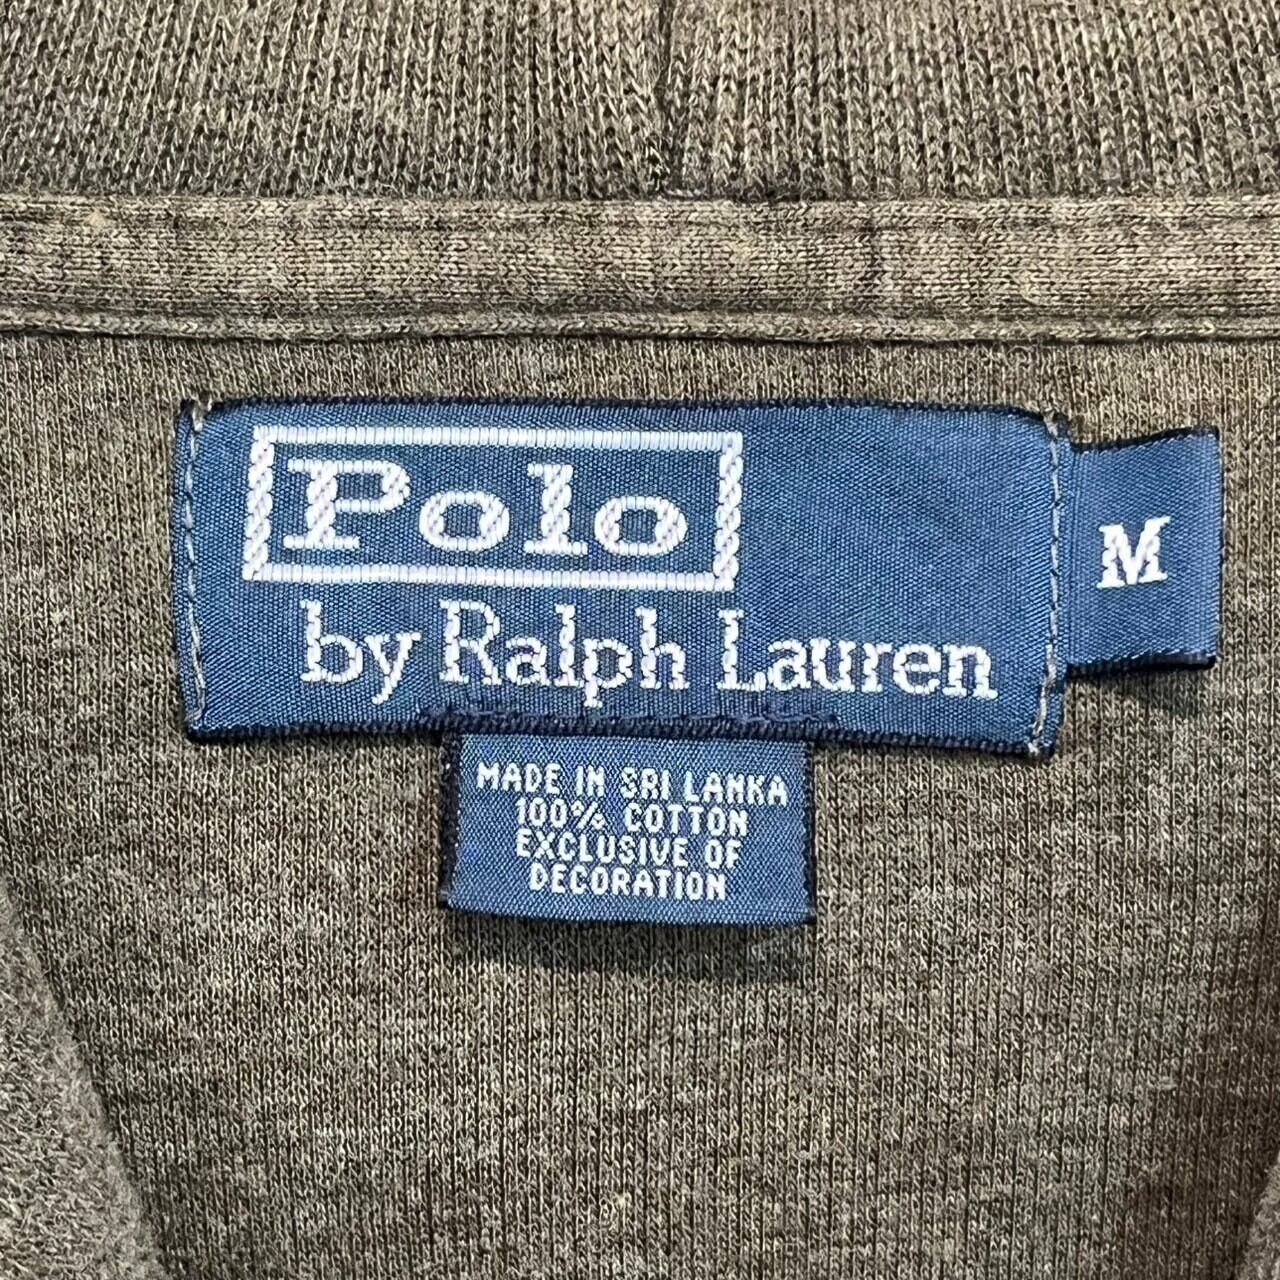 Polo
by Ralph Lauren
M
MADE IN SRI LANKA
100% COTTON
EXCLUSIVE OF
DECORATION